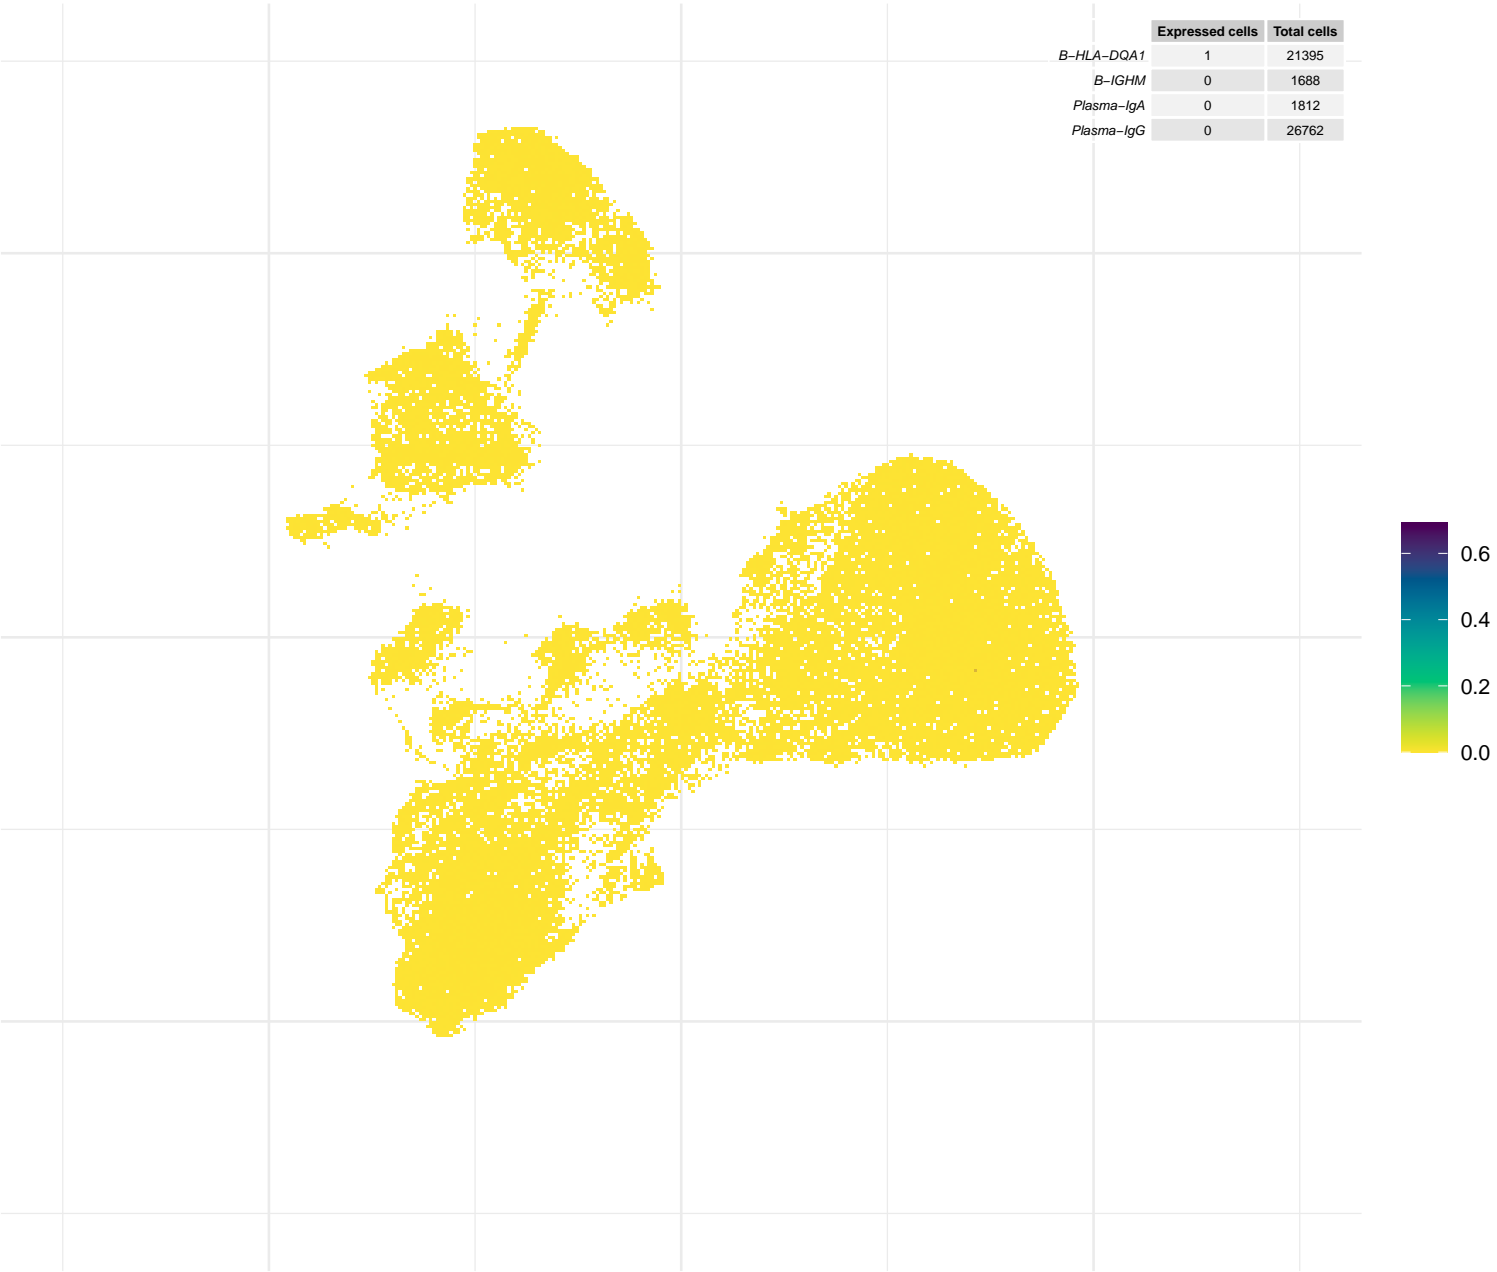 Expressed cells Total cells
B−HLA−DQA1 1 21395
B−IGHM 0 1688
Plasma−IgA 0 1812
Plasma−IgG 0 26762
0.6
0.4
0.2
0.0